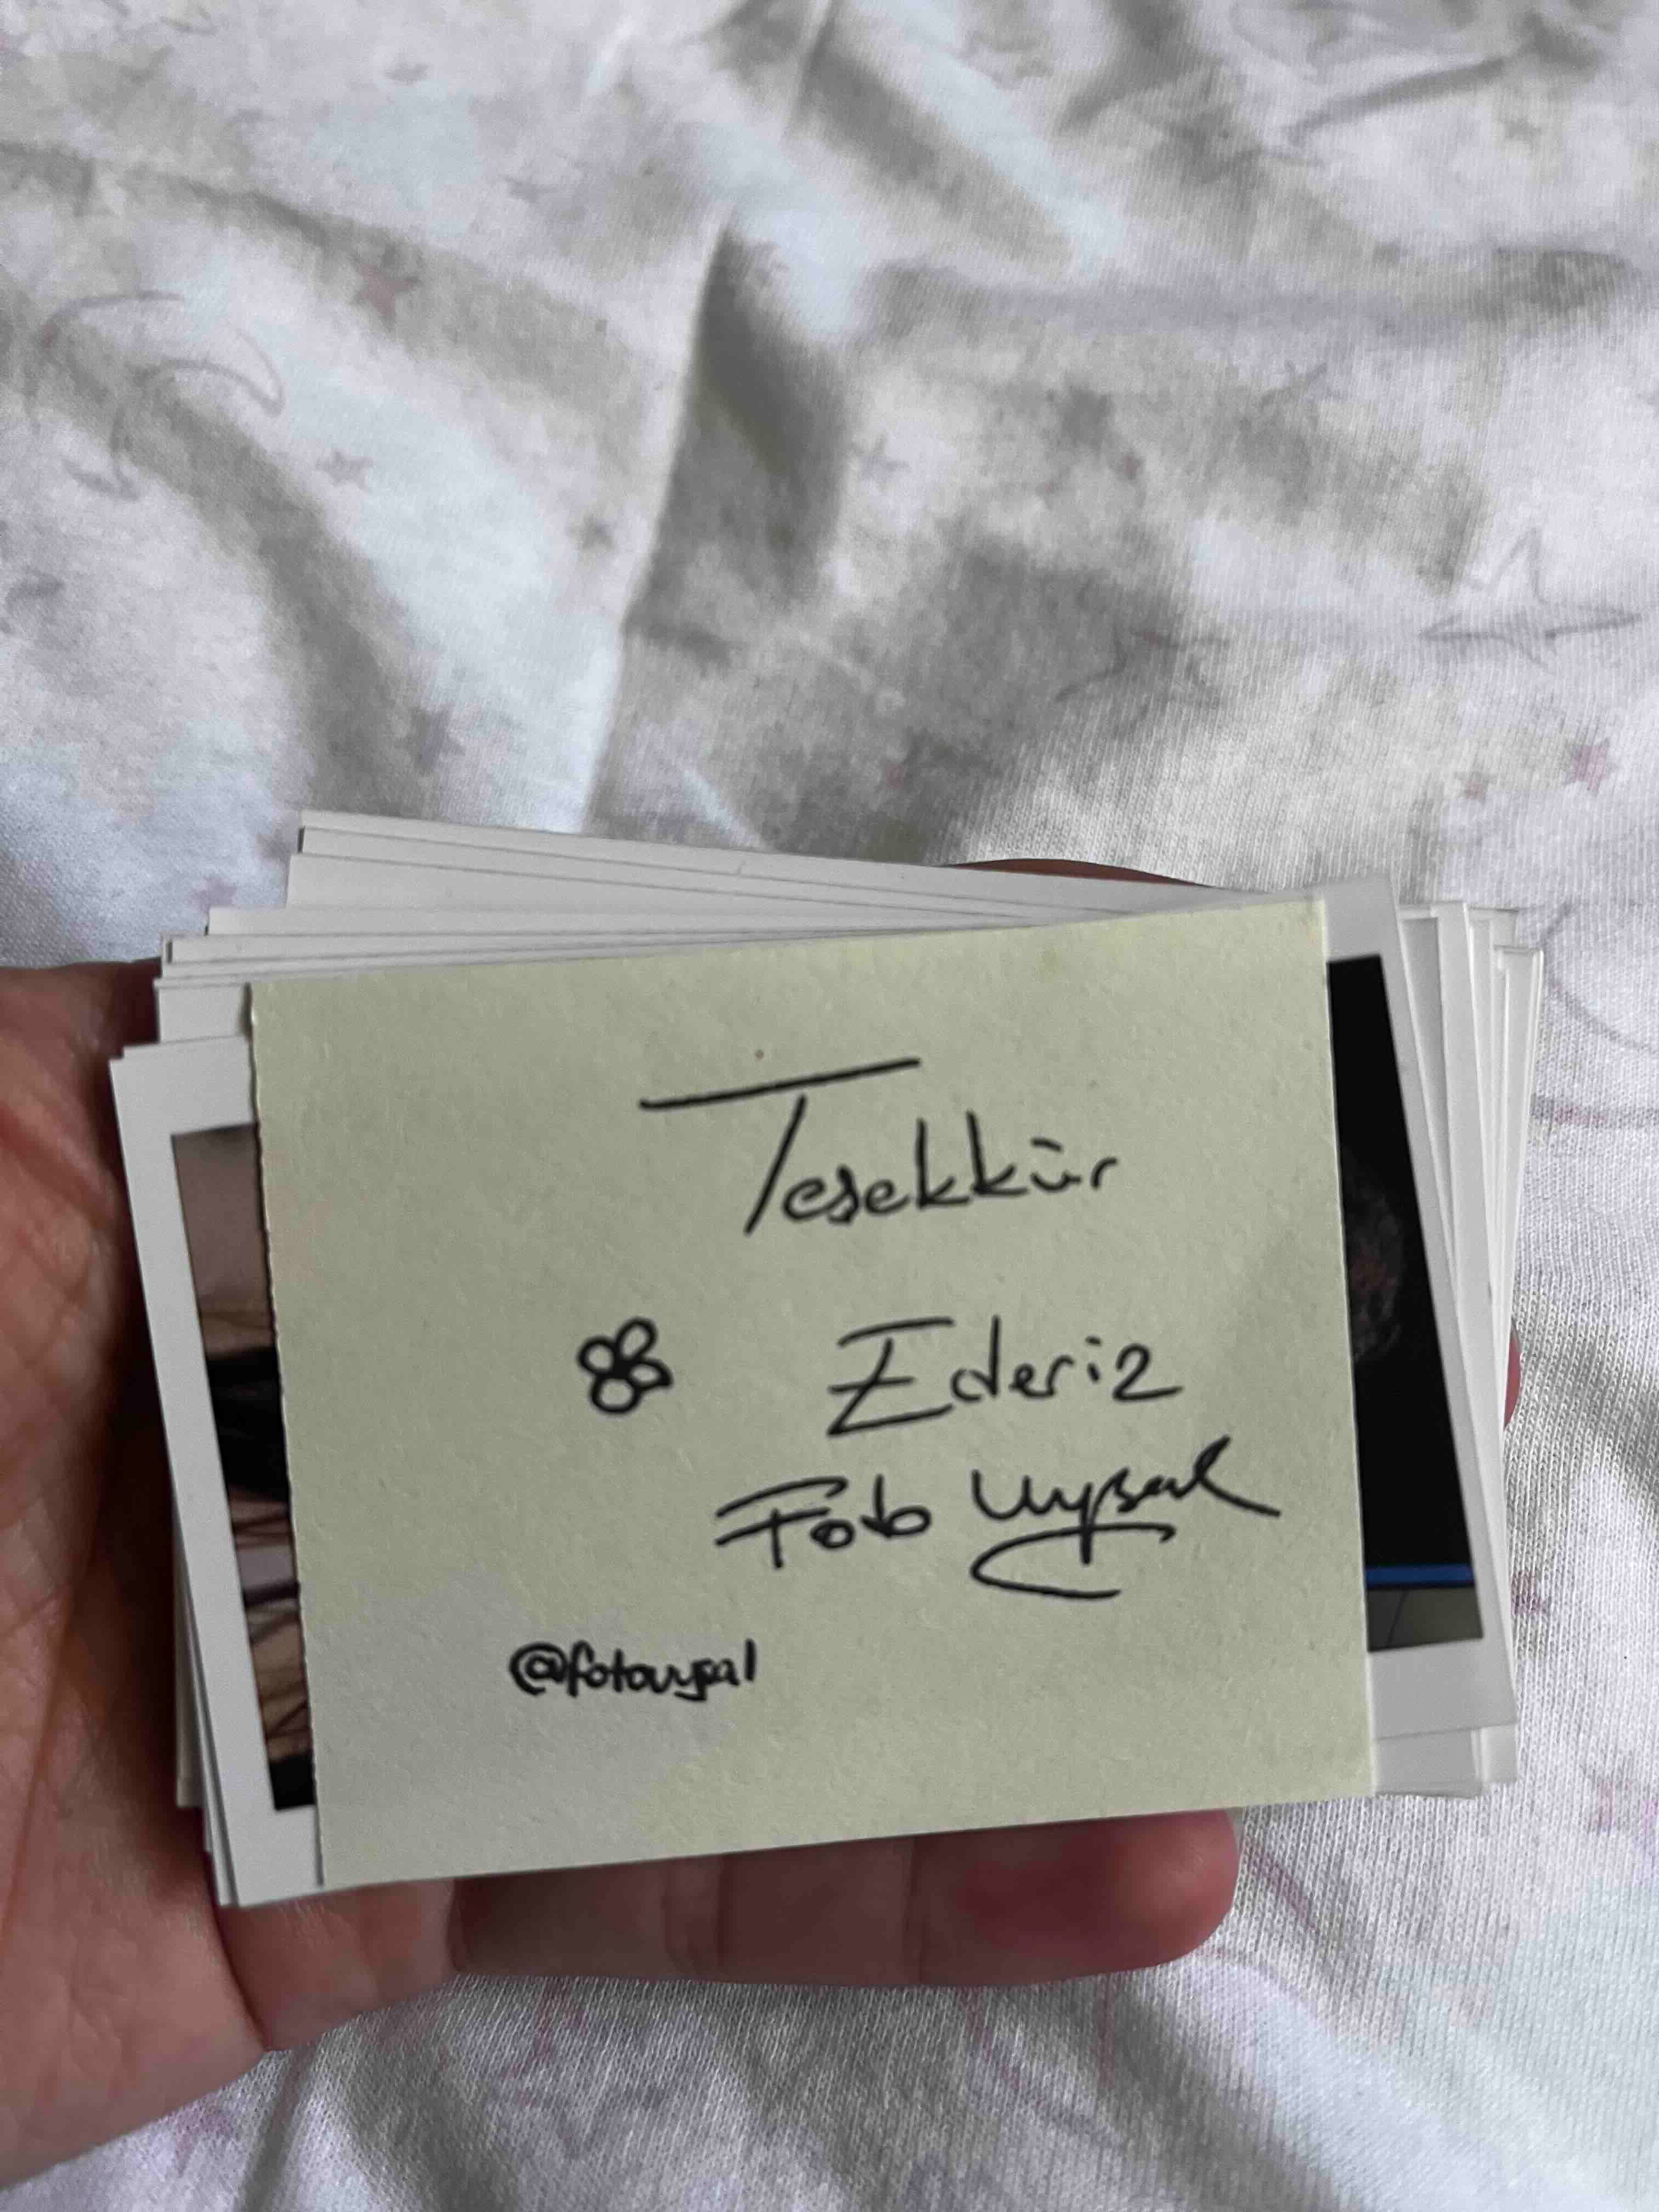 Teşekkür
Ederiz
Foto Uysal
@fotouysal